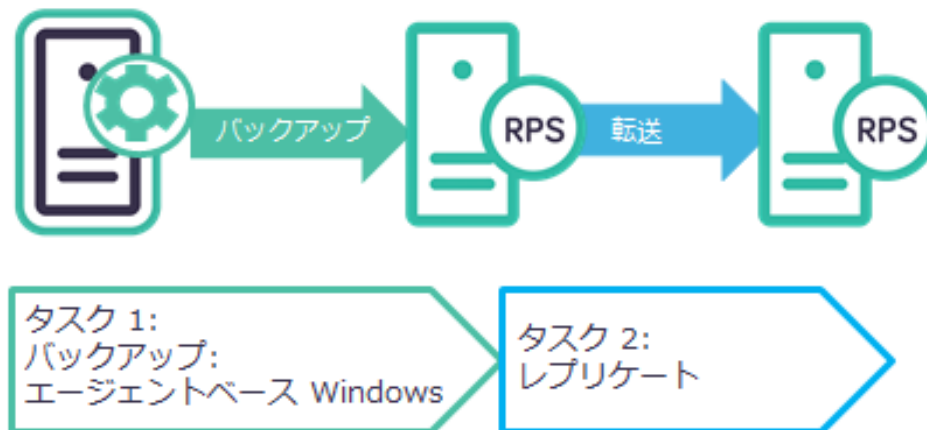 バックアップ
RPS
転送
RPS
タスク 1:
バックアップ:
エージェントベース Windows
タスク 2:
レプリケート